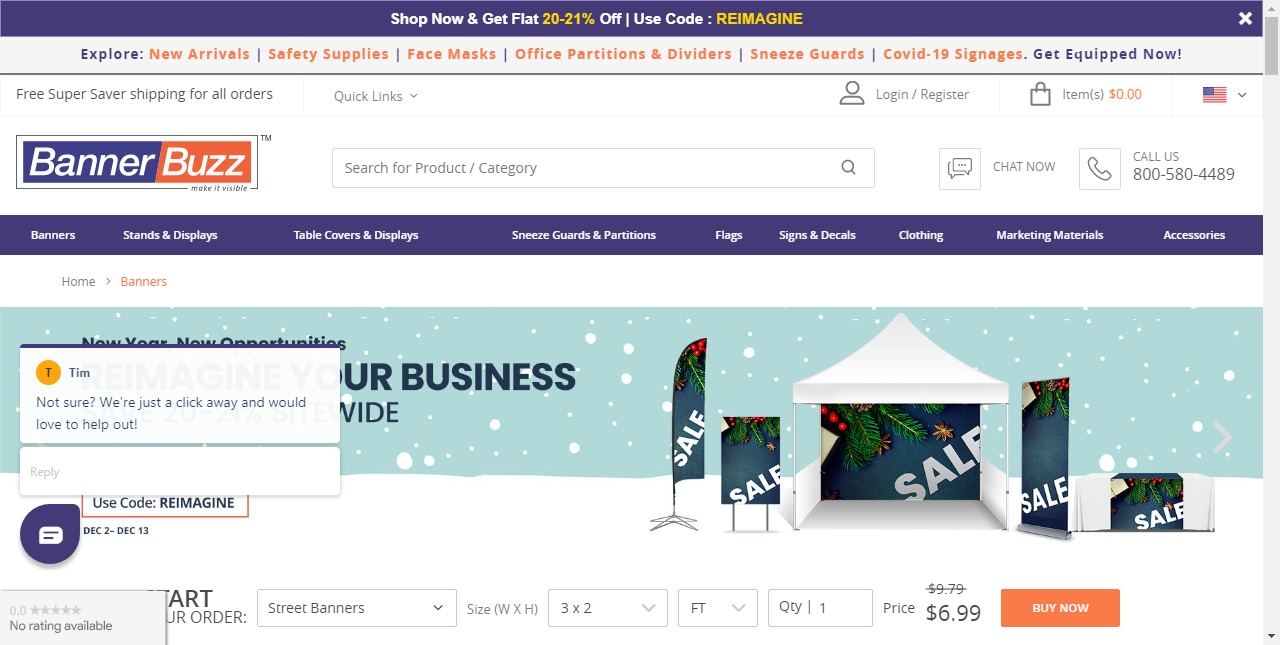 Shop Now & Get Flat 20-21% Off | Use Code : REIMAGINE
Explore: New Arrivals | Safety Supplies | Face Masks | Office Partitions & Dividers | Sneeze Guards | Covid-19 Signages. Get Equipped Now!
Free Super Saver shipping for all orders
Quick Links
Login / Register
Item(s) $0.00
BannerBuzz TM
make it visible
Search for Product / Category
CHAT NOW
CALL US
800-580-4489
Banners
Stands & Displays
Table Covers & Displays
Sneeze Guards & Partitions
Flags
Signs & Decals
Clothing
Marketing Materials
Accessories
Home > Banners
New Year, New Opportunities
REIMAGINE YOUR BUSINESS
SAVE 20-21% SITEWIDE
T Tim
Not sure? We're just a click away and would
love to help out!
Reply
Use Code: REIMAGINE
DEC 2– DEC 13
SALE
SALE
SALE
SALE
SALE
START
YOUR ORDER:
Street Banners
Size (W X H)
3 x 2
FT
Qty | 1
Price
$9.79
$6.99
BUY NOW
0.0 ★★★★★
No rating available